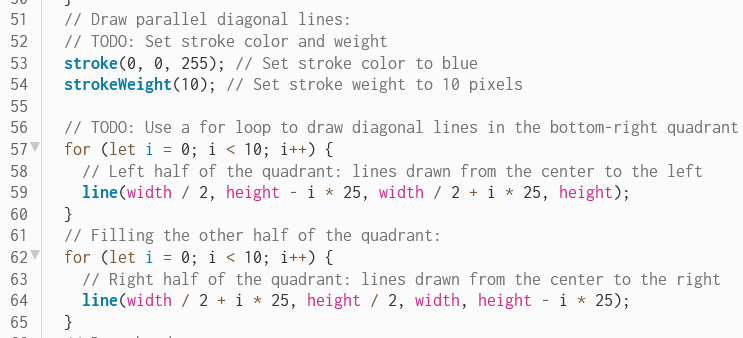 51 // Draw parallel diagonal lines:
52 // TODO: Set stroke color and weight
53 stroke(0, 0, 255); // Set stroke color to blue
54 strokeWeight(10); // Set stroke weight to 10 pixels
55
56 // TODO: Use a for loop to draw diagonal lines in the bottom-right quadrant
57 for (let i = 0; i < 10; i++) {
58 // Left half of the quadrant: lines drawn from the center to the left
59 line(width / 2, height - i * 25, width / 2 + i * 25, height);
60 }
61 // Filling the other half of the quadrant:
62 for (let i = 0; i < 10; i++) {
63 // Right half of the quadrant: lines drawn from the center to the right
64 line(width / 2 + i * 25, height / 2, width, height - i * 25);
65 }